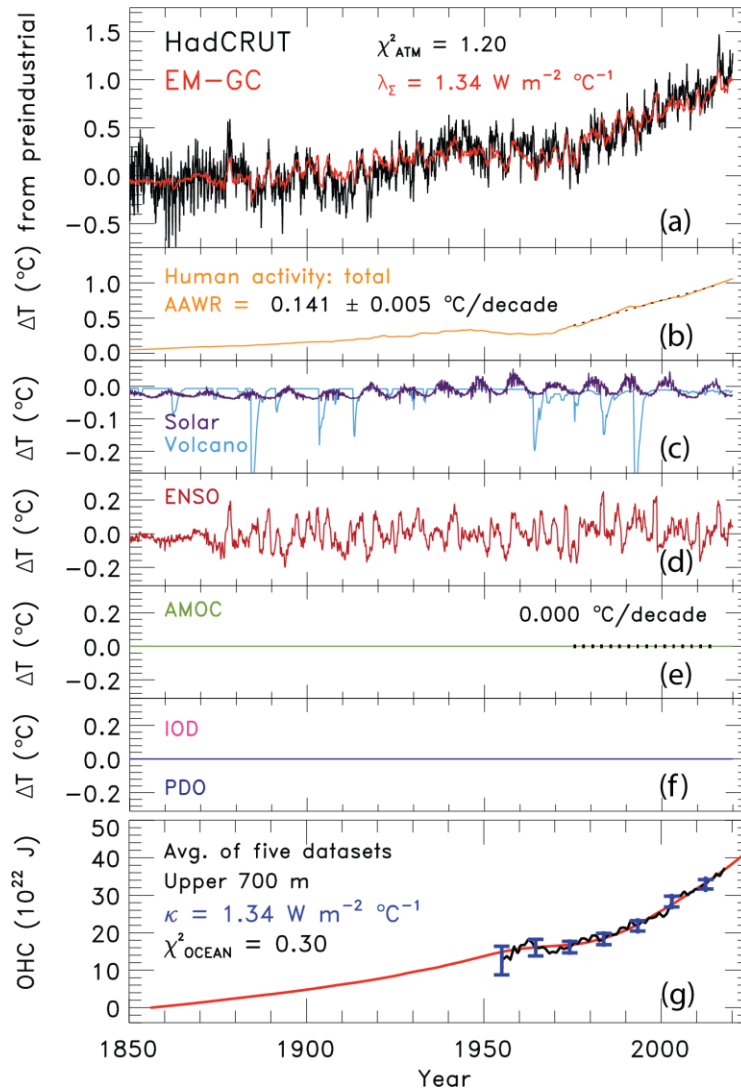 HadCRUT
χ²ATM = 1.20
EM−GC
λΣ = 1.34 W m⁻² °C⁻¹
ΔT (°C) from preindustrial
1.5
1.0
0.5
0.0
−0.5
(a)
Human activity: total
AAWR = 0.141 ± 0.005 °C/decade
1.0
0.5
0.0
(b)
ΔT (°C)
0.0
−0.1
−0.2
Solar
Volcano
(c)
ΔT (°C)
0.2
0.0
−0.2
ENSO
(d)
ΔT (°C)
0.2
0.0
−0.2
AMOC
0.000 °C/decade
(e)
ΔT (°C)
0.2
0.0
−0.2
IOD
PDO
(f)
OHC (10²² J)
50
40
30
20
10
0
Avg. of five datasets
Upper 700 m
κ = 1.34 W m⁻² °C⁻¹
χ²OCEAN = 0.30
(g)
1850 1900 1950 2000
Year